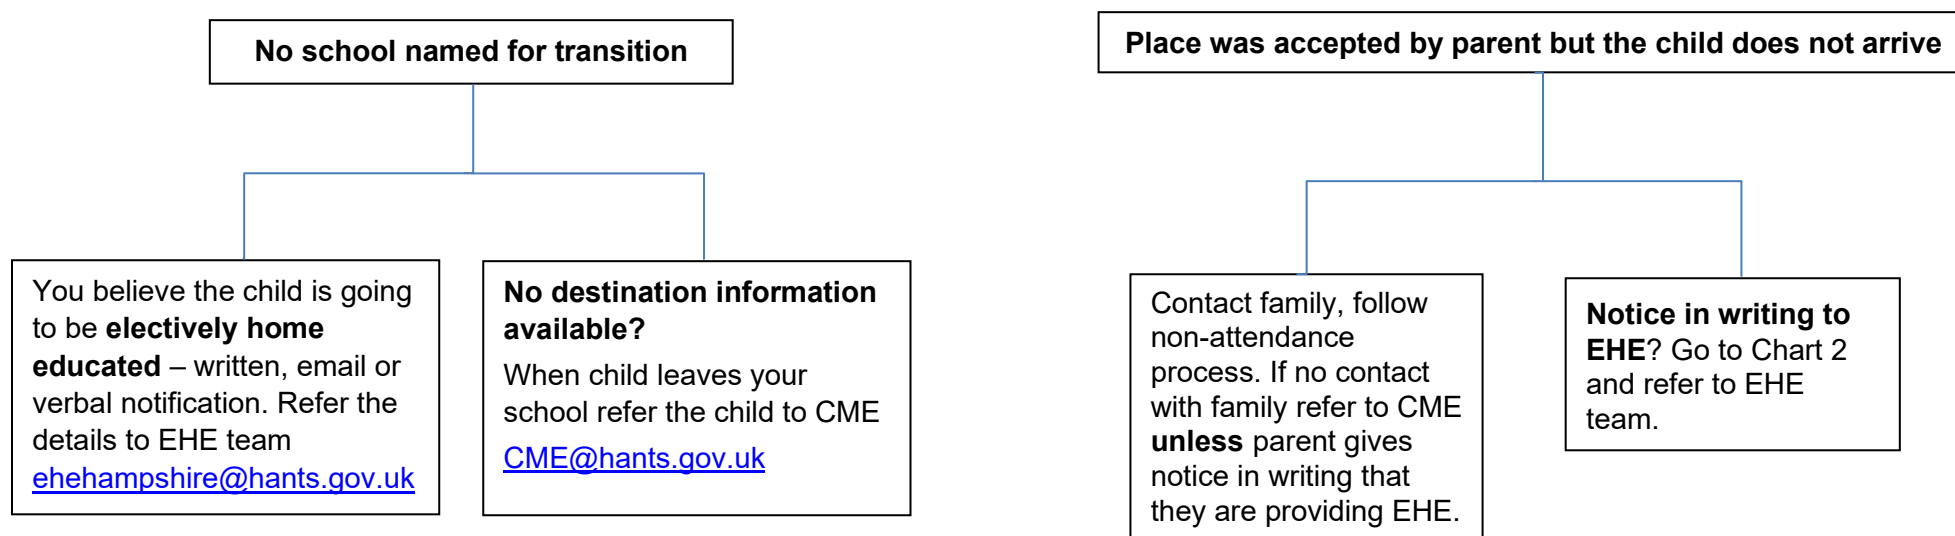 No school named for transition
Place was accepted by parent but the child does not arrive
You believe the child is going
to be electively home
educated – written, email or
verbal notification. Refer the
details to EHE team
ehehampshire@hants.gov.uk
No destination information
available?
When child leaves your
school refer the child to CME
CME@hants.gov.uk
Contact family, follow
non-attendance
process. If no contact
with family refer to CME
unless parent gives
notice in writing that
they are providing EHE.
Notice in writing to
EHE? Go to Chart 2
and refer to EHE
team.